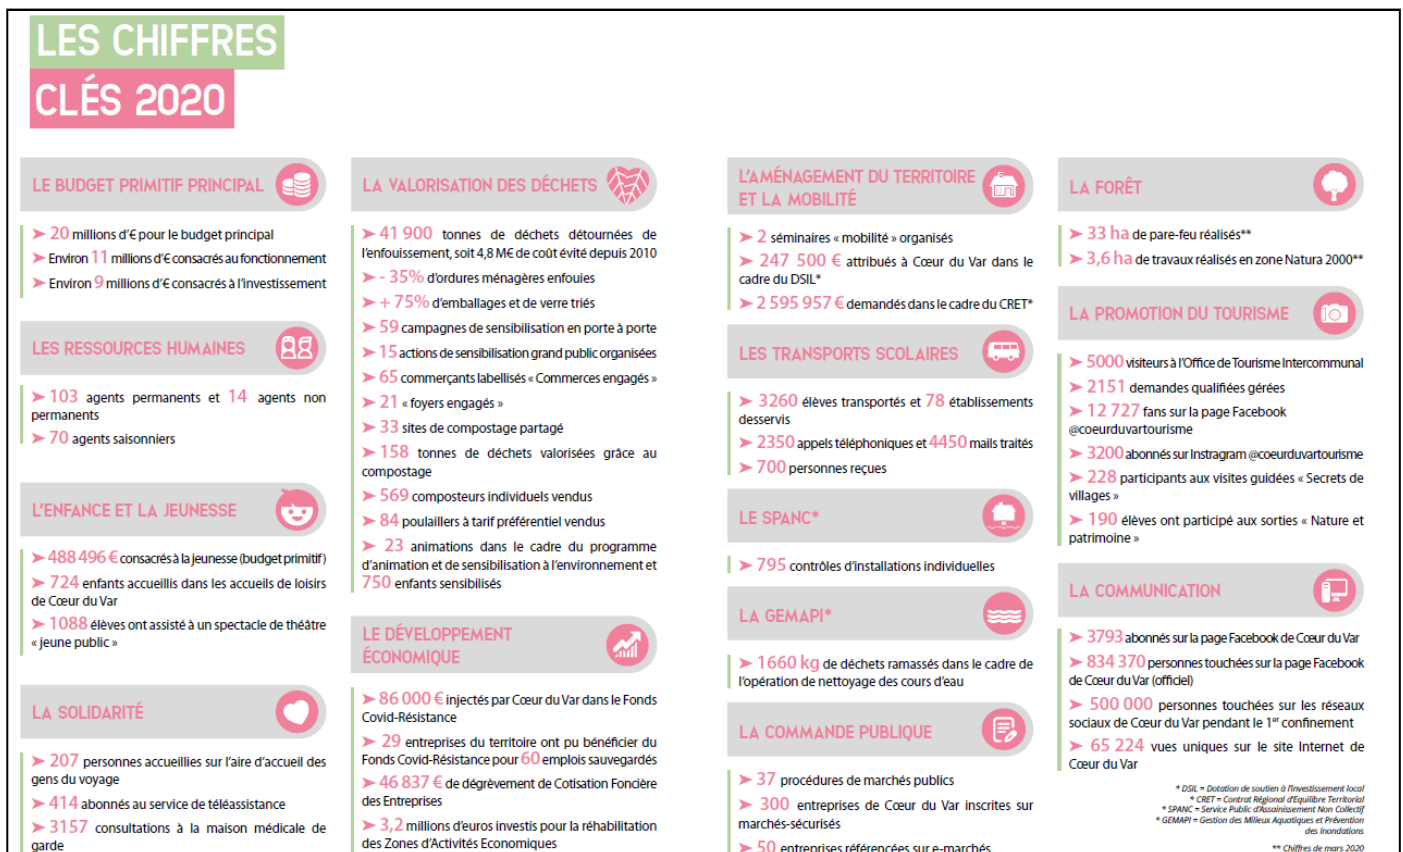 LES CHIFFRES
CLÉS 2020
LE BUDGET PRIMITIF PRINCIPAL
➤ 20 millions d'€ pour le budget principal
➤ Environ 11 millions d'€ consacrés au fonctionnement
➤ Environ 9 millions d'€ consacrés à l'investissement
LES RESSOURCES HUMAINES
➤ 103 agents permanents et 14 agents non
permanents
➤ 70 agents saisonniers
L'ENFANCE ET LA JEUNESSE
➤ 488 496 € consacrés à la jeunesse (budget primitif)
➤ 724 enfants accueillis dans les accueils de loisirs
de Cœur du Var
➤ 1088 élèves ont assisté à un spectacle de théâtre
« jeune public »
LA SOLIDARITÉ
➤ 207 personnes accueillies sur l'aire d'accueil des
gens du voyage
➤ 414 abonnés au service de téléassistance
➤ 3157 consultations à la maison médicale de
garde
LA VALORISATION DES DÉCHETS
➤ 41 900 tonnes de déchets détournées de
l'enfouissement, soit 4,8 M€ de coût évité depuis 2010
➤ - 35% d'ordures ménagères enfouies
➤ + 75% d'emballages et de verre triés
➤ 59 campagnes de sensibilisation en porte à porte
➤ 15 actions de sensibilisation grand public organisées
➤ 65 commerçants labellisés « Commerces engagés »
➤ 21 « foyers engagés »
➤ 33 sites de compostage partagé
➤ 158 tonnes de déchets valorisées grâce au
compostage
➤ 569 composteurs individuels vendus
➤ 84 poulaillers à tarif préférentiel vendus
➤ 23 animations dans le cadre du programme
d'animation et de sensibilisation à l'environnement et
750 enfants sensibilisés
LE DÉVELOPPEMENT
ÉCONOMIQUE
➤ 86 000 € injectés par Cœur du Var dans le Fonds
Covid-Résistance
➤ 29 entreprises du territoire ont pu bénéficier du
Fonds Covid-Résistance pour 60 emplois sauvegardés
➤ 46 837 € de dégrèvement de Cotisation Foncière
des Entreprises
➤ 3,2 millions d'euros investis pour la réhabilitation
des Zones d'Activités Economiques
L'AMÉNAGEMENT DU TERRITOIRE
ET LA MOBILITÉ
➤ 2 séminaires « mobilité » organisés
➤ 247 500 € attribués à Cœur du Var dans le
cadre du DSIL*
➤ 2 595 957 € demandés dans le cadre du CRET*
LES TRANSPORTS SCOLAIRES
➤ 3260 élèves transportés et 78 établissements
desservis
➤ 2350 appels téléphoniques et 4450 mails traités
➤ 700 personnes reçues
LE SPANC*
➤ 795 contrôles d'installations individuelles
LA GEMAPI*
➤ 1660 kg de déchets ramassés dans le cadre de
l'opération de nettoyage des cours d'eau
LA COMMANDE PUBLIQUE
➤ 37 procédures de marchés publics
➤ 300 entreprises de Cœur du Var inscrites sur
marchés-sécurisés
➤ 50 entreprises référencées sur e-marchés
LA FORÊT
➤ 33 ha de pare-feu réalisés**
➤ 3,6 ha de travaux réalisés en zone Natura 2000**
LA PROMOTION DU TOURISME
➤ 5000 visiteurs à l'Office de Tourisme Intercommunal
➤ 2151 demandes qualifiées gérées
➤ 12 727 fans sur la page Facebook
@coeurduvartourisme
➤ 3200 abonnés sur Instragram @coeurduvartourisme
➤ 228 participants aux visites guidées « Secrets de
villages »
➤ 190 élèves ont participé aux sorties « Nature et
patrimoine »
LA COMMUNICATION
➤ 3793 abonnés sur la page Facebook de Cœur du Var
➤ 834 370 personnes touchées sur la page Facebook
de Cœur du Var (officiel)
➤ 500 000 personnes touchées sur les réseaux
sociaux de Cœur du Var pendant le 1er confinement
➤ 65 224 vues uniques sur le site Internet de
Cœur du Var
* DSIL = Dotation de soutien à l'investissement local
* CRET = Contrat Régional d'Equilibre Territorial
* SPANC = Service Public d'Assainissement Non Collectif
* GEMAPI = Gestion des Milieux Aquatiques et Prévention
des Inondations
** Chiffres de mars 2020